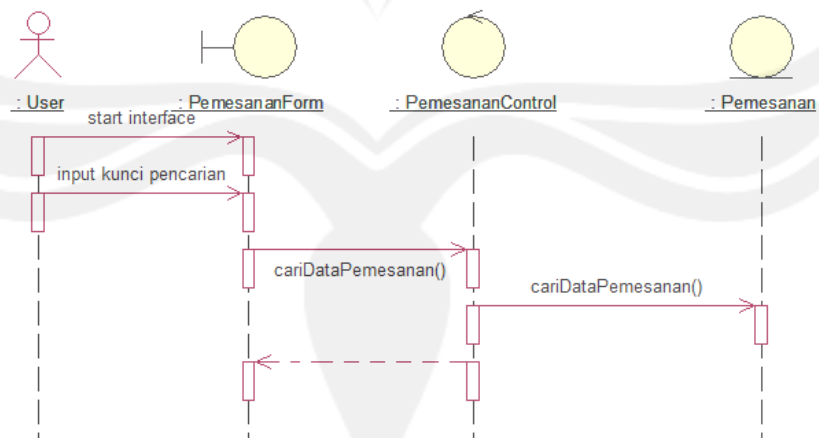 : User
: PemesananForm
: PemesananControl
: Pemesanan
start interface
input kunci pencarian
cariDataPemesanan()
cariDataPemesanan()